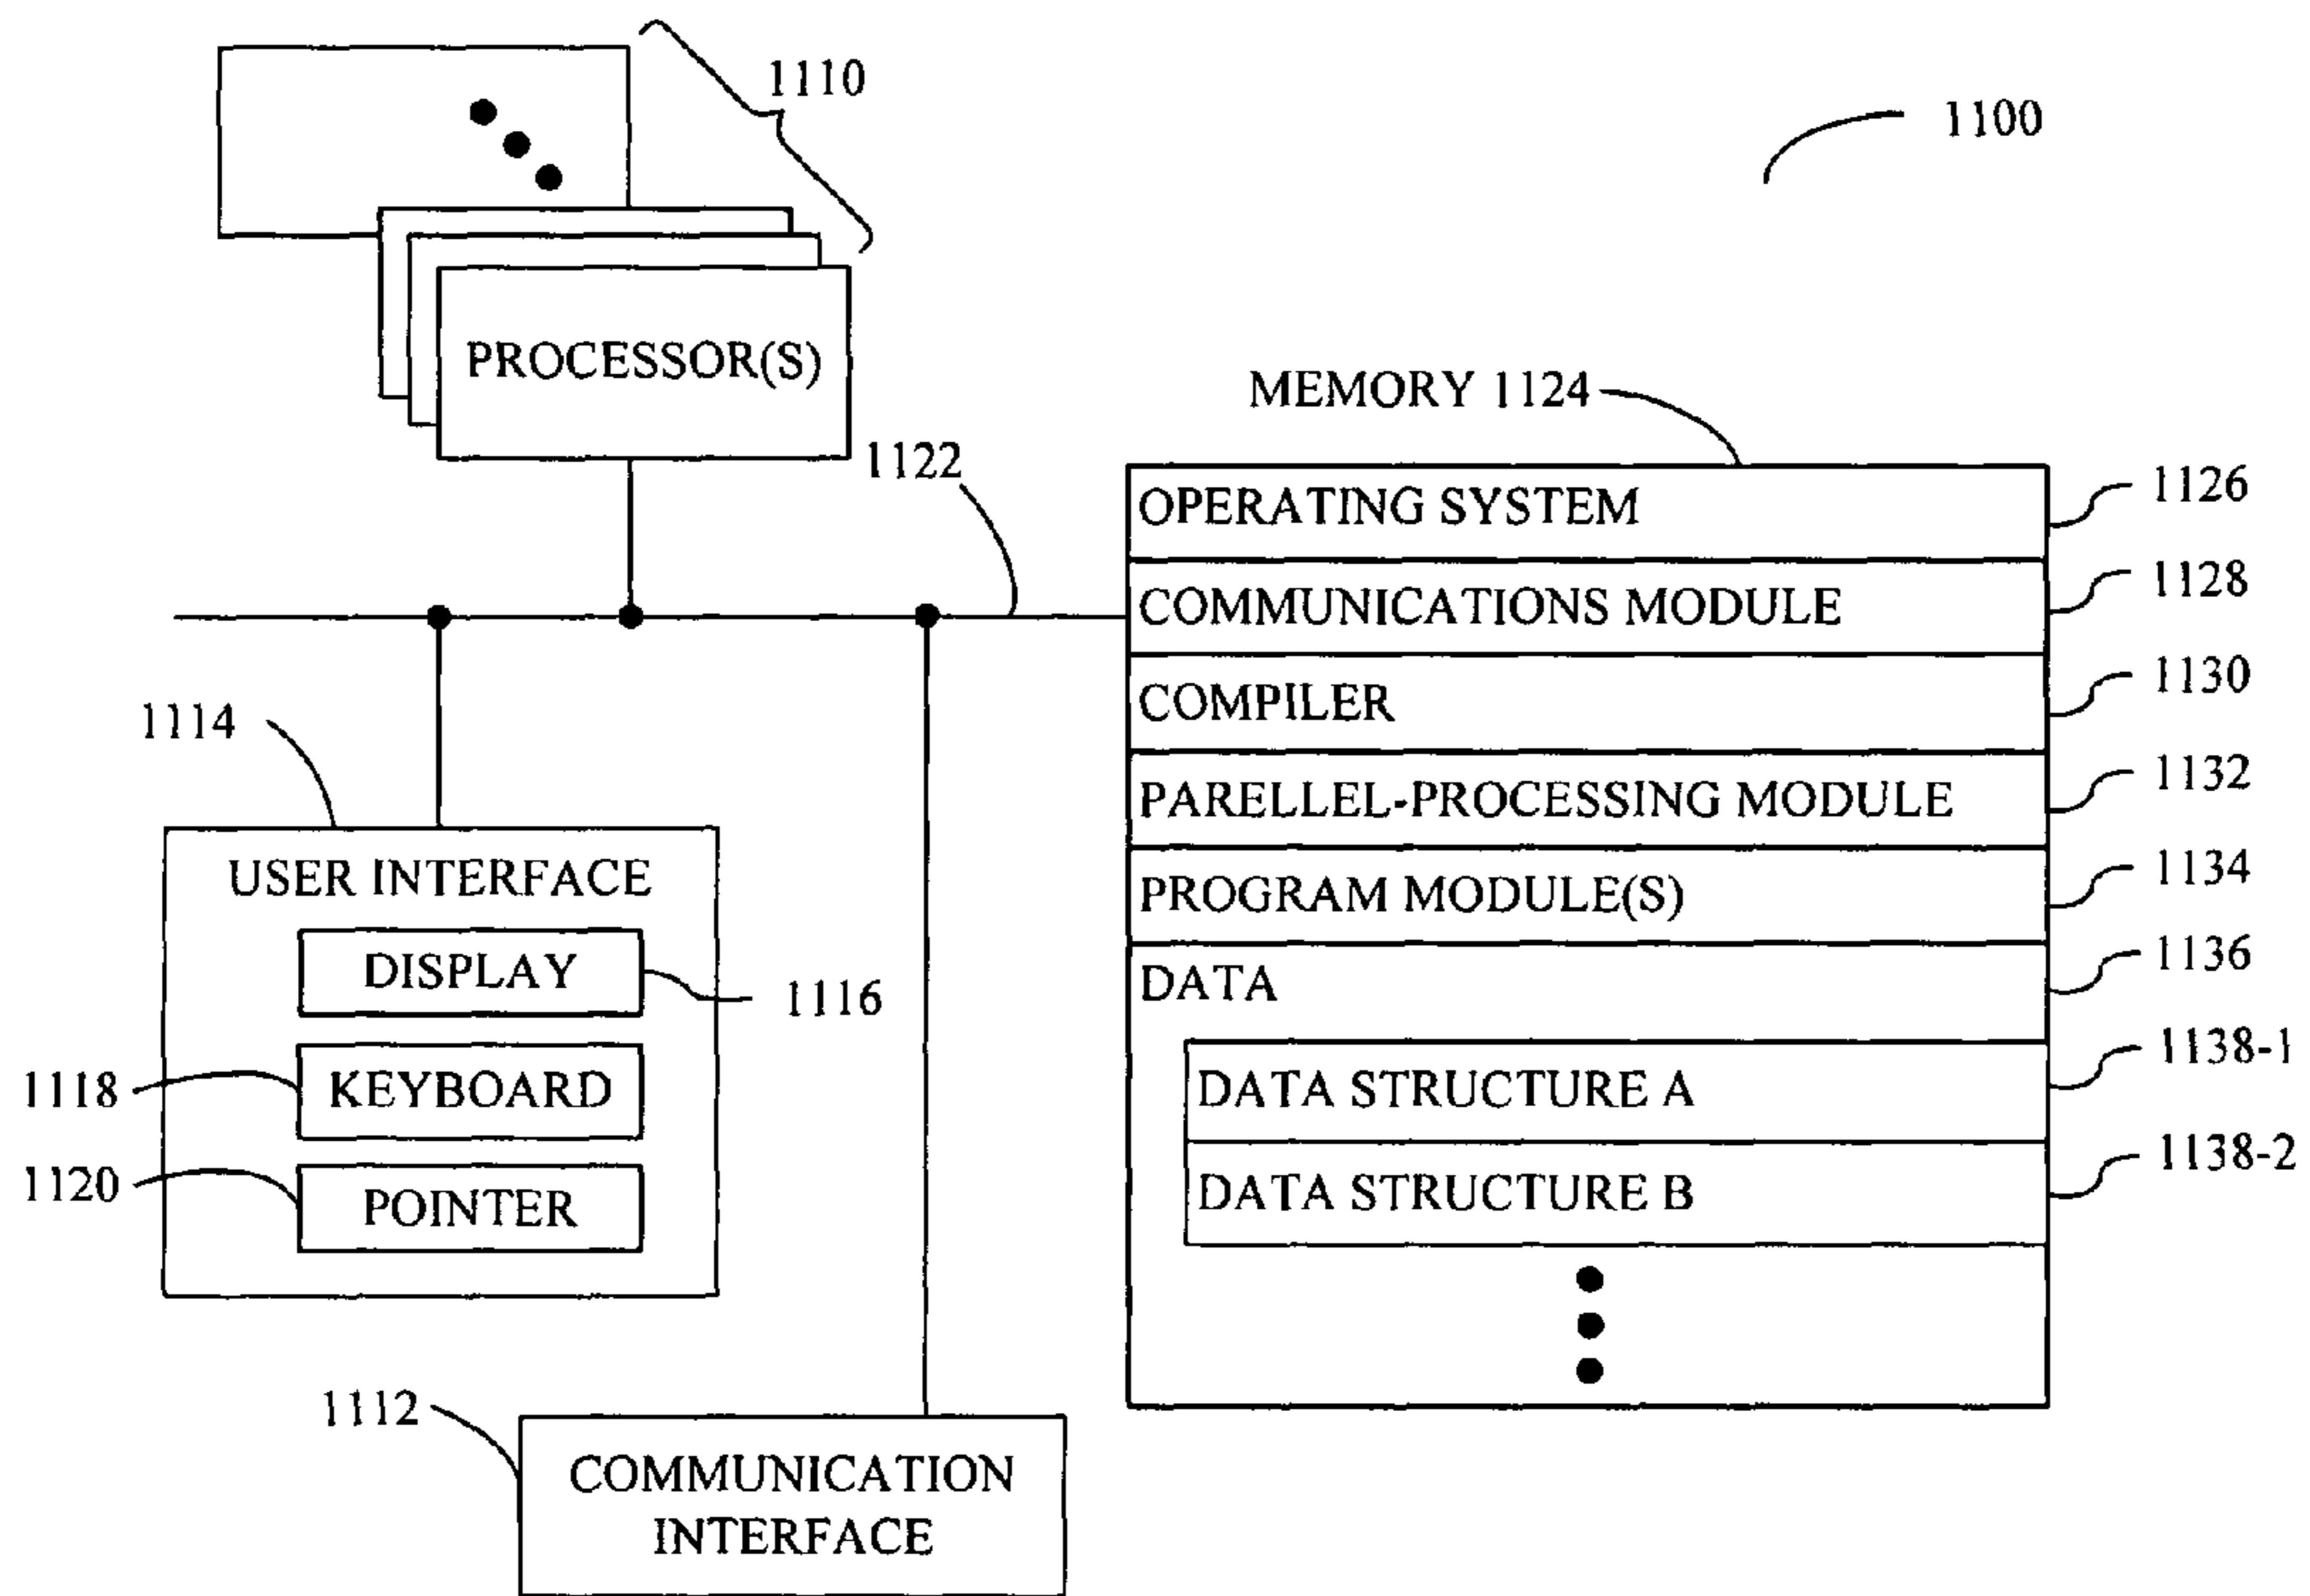 1110
1100
PROCESSOR(S)
MEMORY 1124
1122
OPERATING SYSTEM
1126
COMMUNICATIONS MODULE
1128
COMPILER
1130
PARELLEL-PROCESSING MODULE
1132
PROGRAM MODULE(S)
1134
DATA
1136
DATA STRUCTURE A
1138-1
DATA STRUCTURE B
1138-2
1114
USER INTERFACE
DISPLAY
1116
1118
KEYBOARD
1120
POINTER
1112
COMMUNICATION
INTERFACE